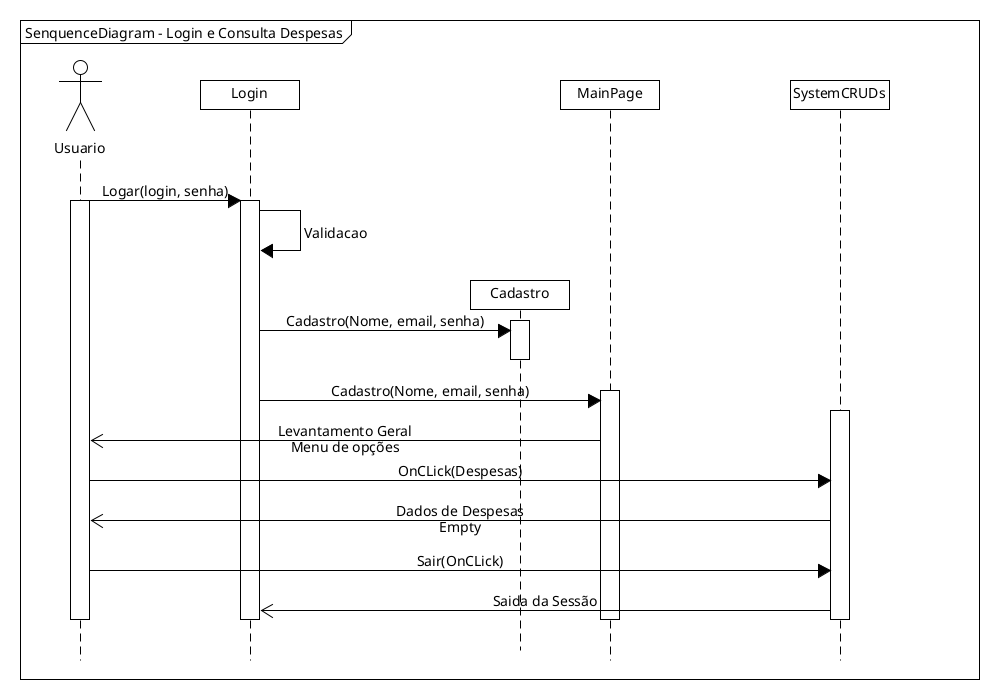 SenquenceDiagram - Login e Consulta Despesas
Login
MainPage
SystemCRUDs
Usuario
Logar(login, senha)
Validacao
Cadastro
Cadastro(Nome, email, senha)
Cadastro(Nome, email, senha)
Levantamento Geral
Menu de opções
OnCLick(Despesas)
Dados de Despesas
Empty
Sair(OnCLick)
Saida da Sessão